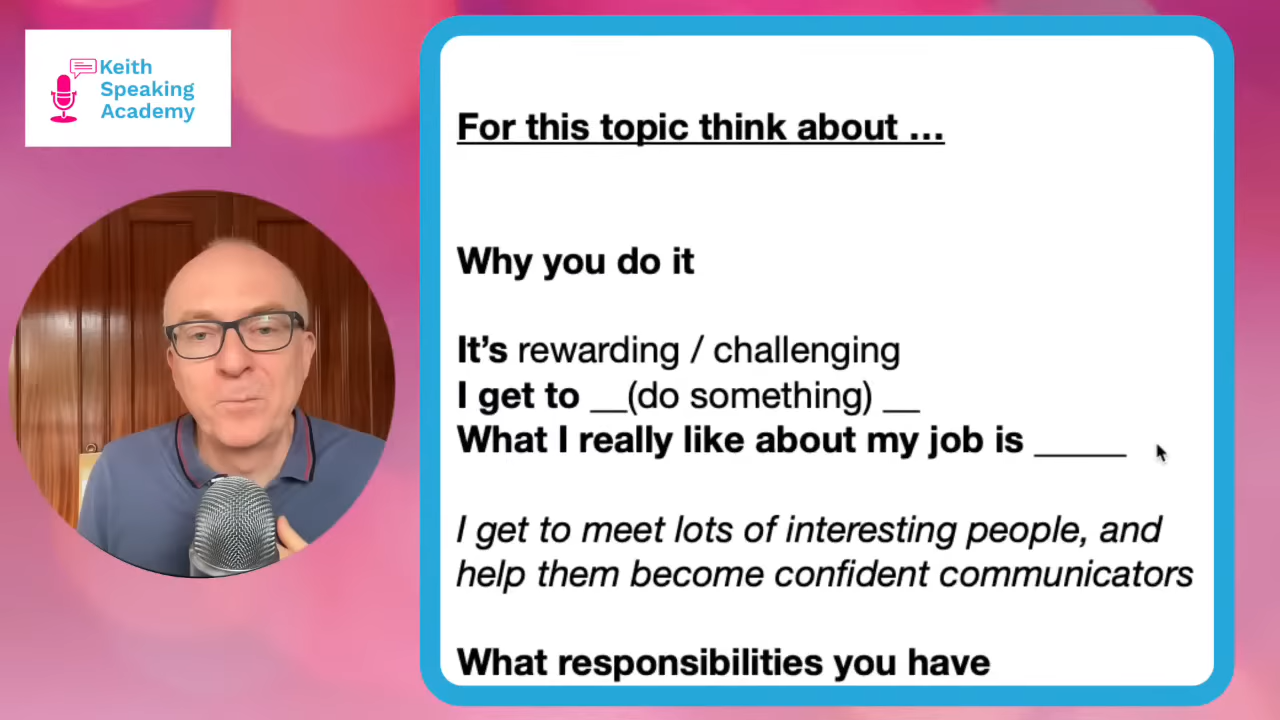 Keith
Speaking
Academy
For this topic think about ...
Why you do it
It's rewarding / challenging
I get to __(do something) __
What I really like about my job is _____
I get to meet lots of interesting people, and
help them become confident communicators
What responsibilities you have